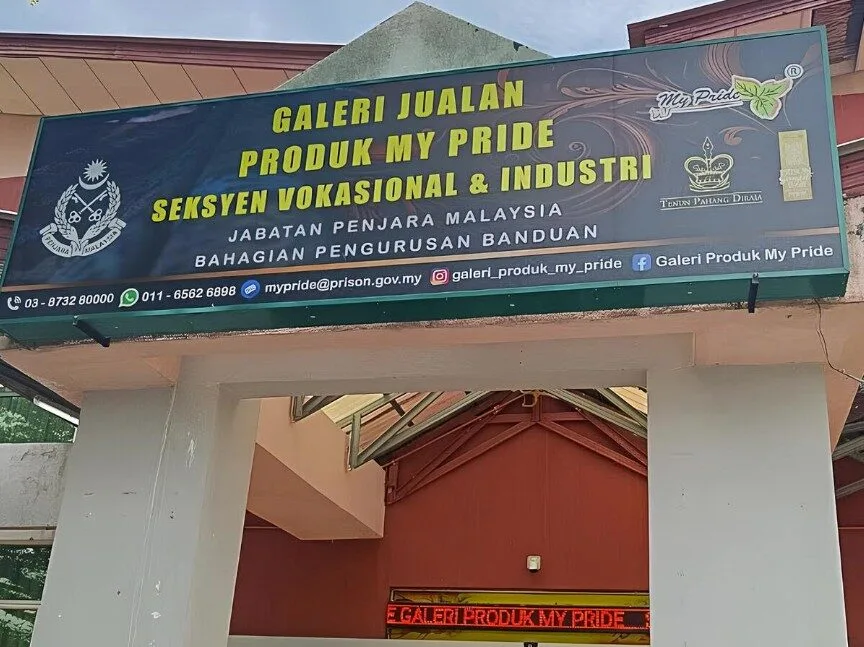 GALERI JUALAN
PRODUK MY PRIDE
SEKSYEN VOKASIONAL & INDUSTRI
JABATAN PENJARA MALAYSIA
BAHAGIAN PENGURUSAN BANDUAN
PENJARA MALAYSIA
My Pride ®
TENUN PAHANG DIRAJA
03 - 8732 80000 011 - 6562 6898 mypride@prison.gov.my galeri_produk_my_pride Galeri Produk My Pride
GALERI PRODUK MY PRIDE